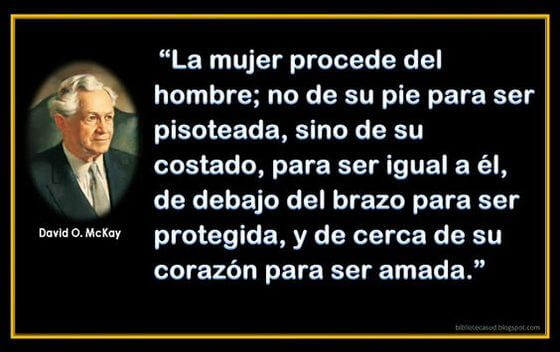 “La mujer procede del
hombre; no de su pie para ser
pisoteada, sino de su
costado, para ser igual a él,
de debajo del brazo para ser
protegida, y de cerca de su
corazón para ser amada.”
David O. McKay
bibliotecasud.blogspot.com